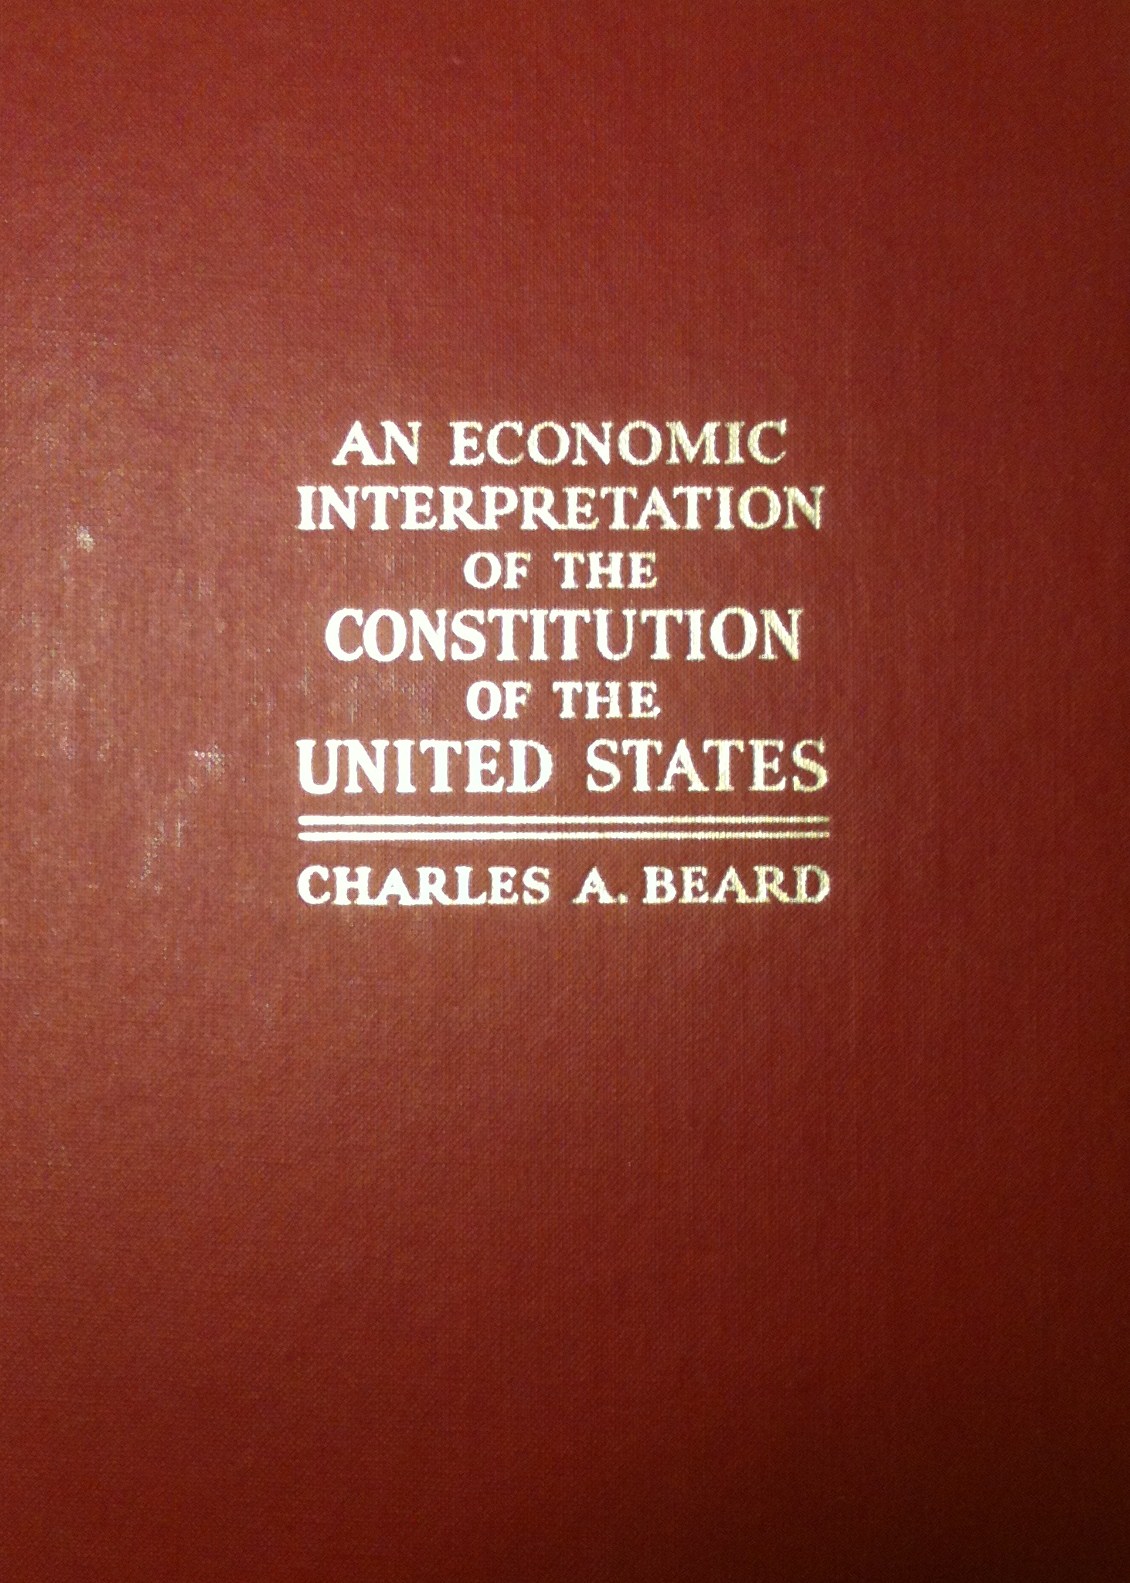 AN ECONOMIC
INTERPRETATION
OF THE
CONSTITUTION
OF THE
UNITED STATES
CHARLES A. BEARD